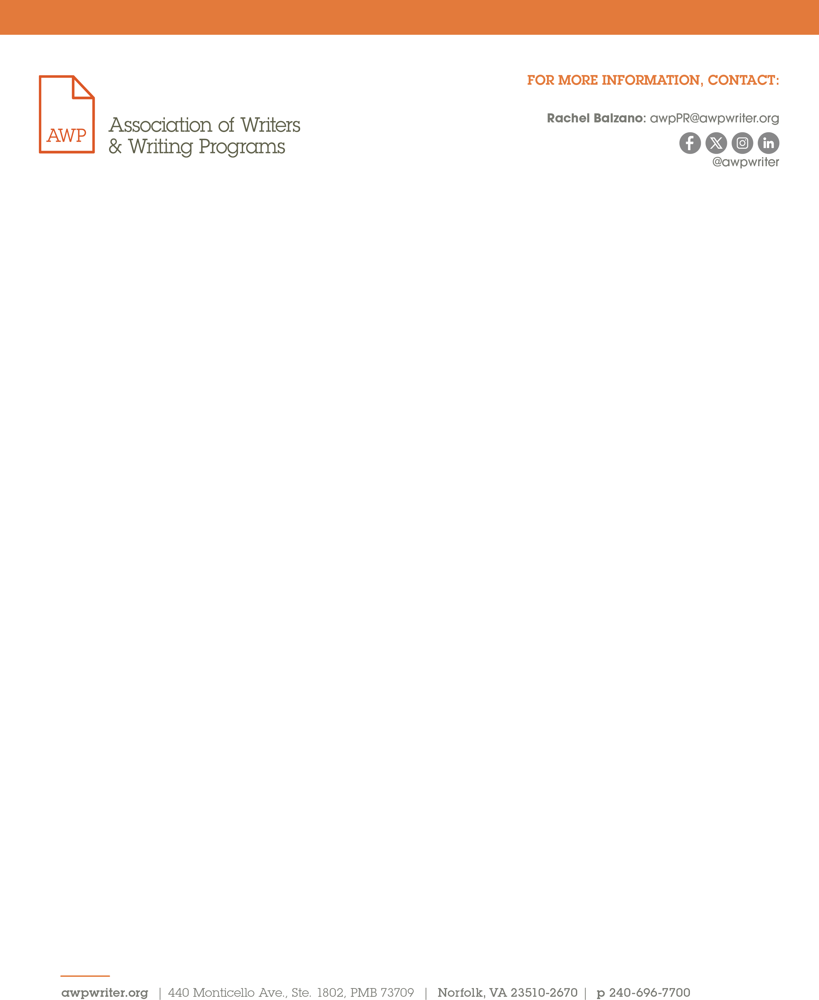 FOR MORE INFORMATION, CONTACT:
AWP
Association of Writers
& Writing Programs
Rachel Balzano: awpPR@awpwriter.org
@awpwriter
awpwriter.org | 440 Monticello Ave., Ste. 1802, PMB 73709 | Norfolk, VA 23510-2670 | p 240-696-7700